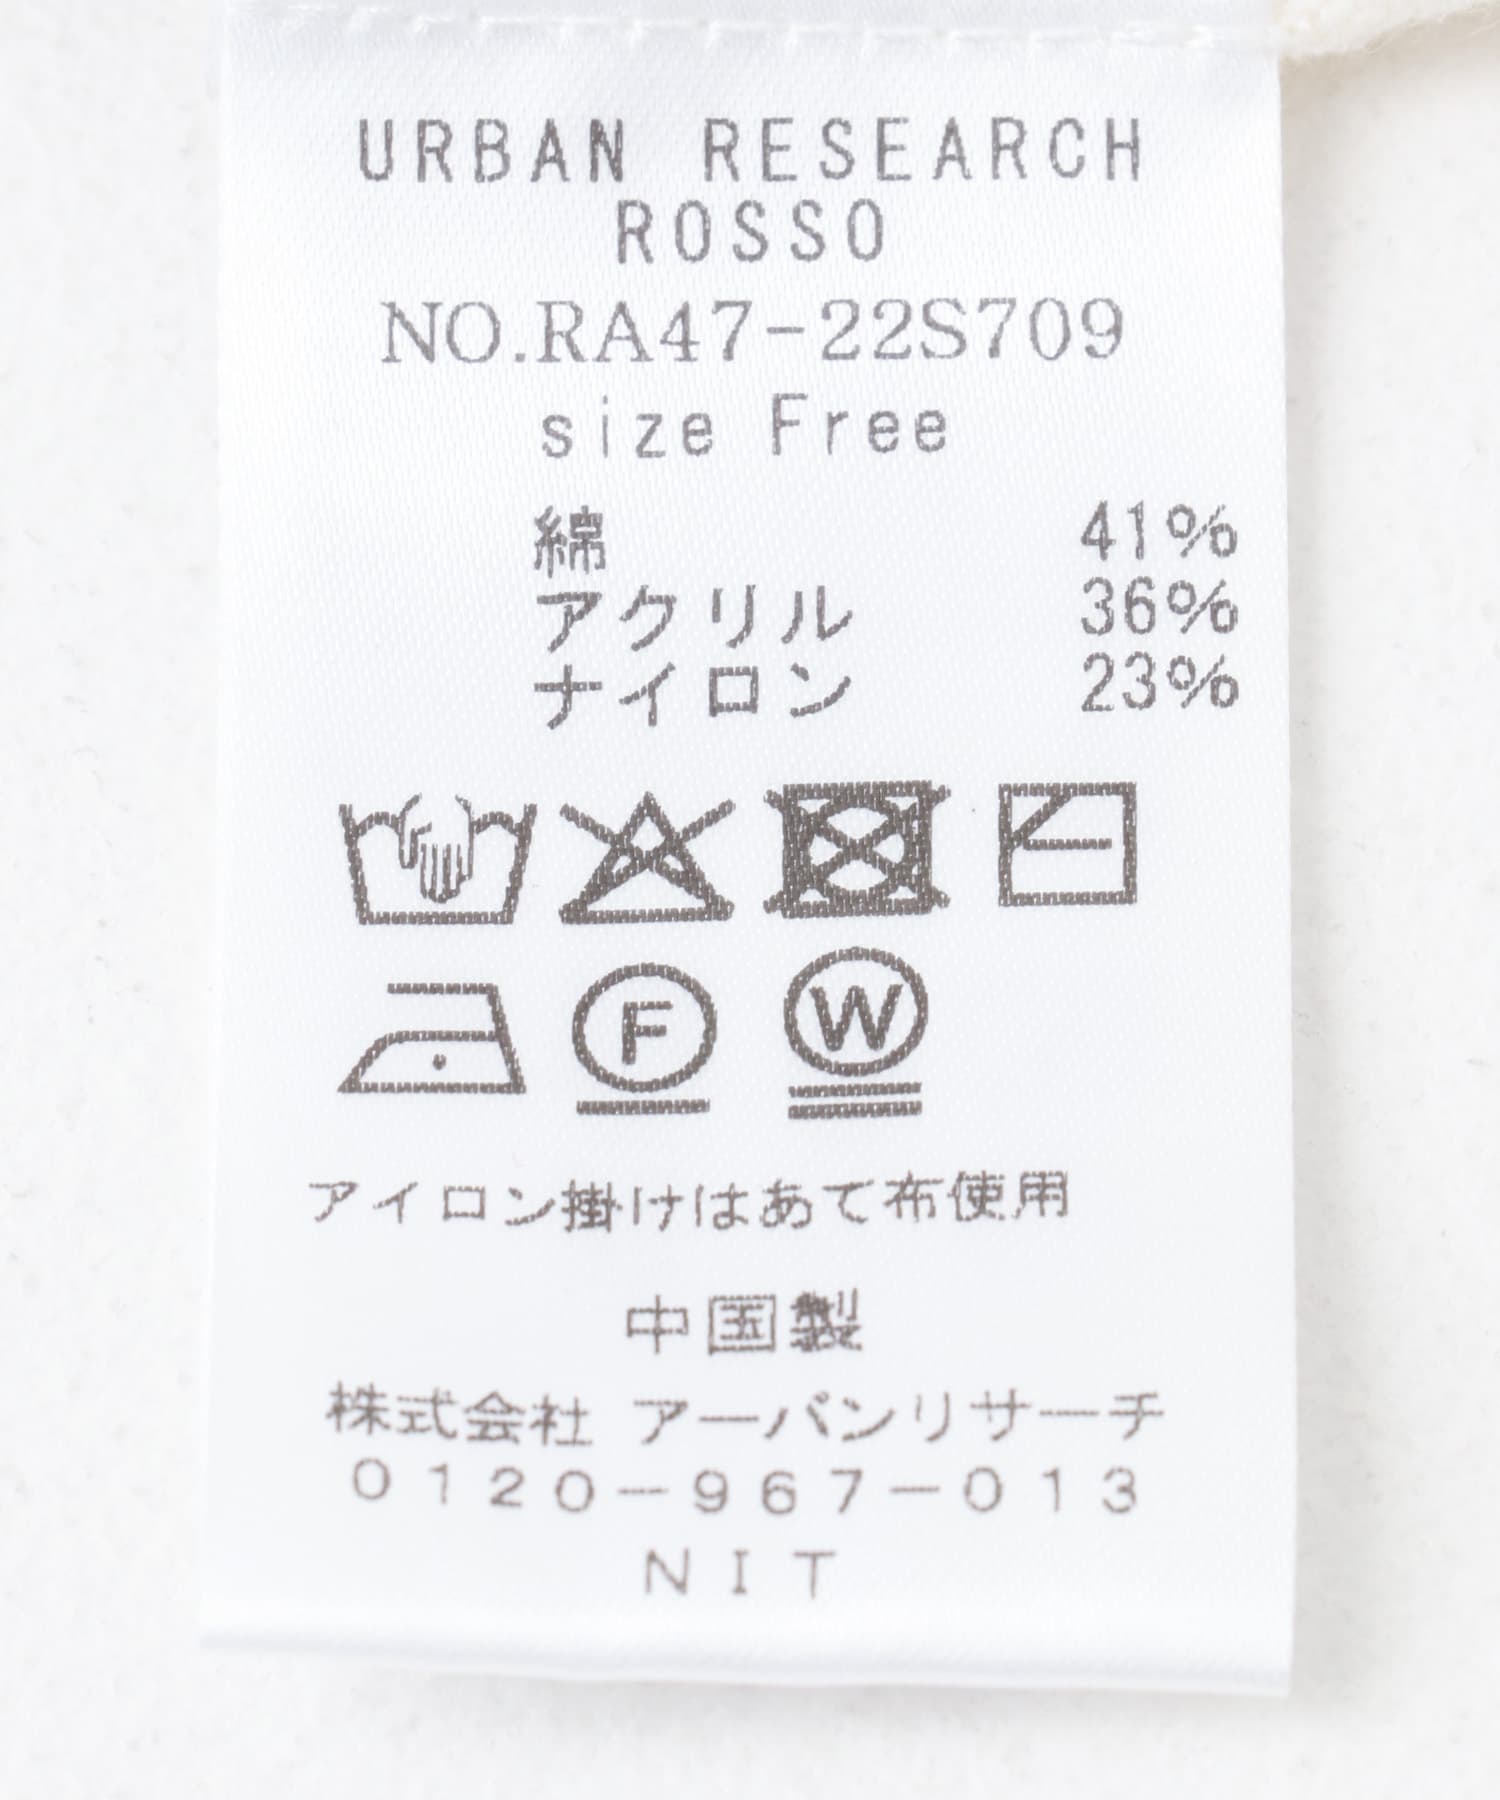 URBAN RESEARCH
ROSSO
NO.RA47-22S709
size Free
綿 41%
アクリル 36%
ナイロン 23%
F W
アイロン掛けはあて布使用
中国製
株式会社 アーバンリサーチ
0120-967-013
NIT